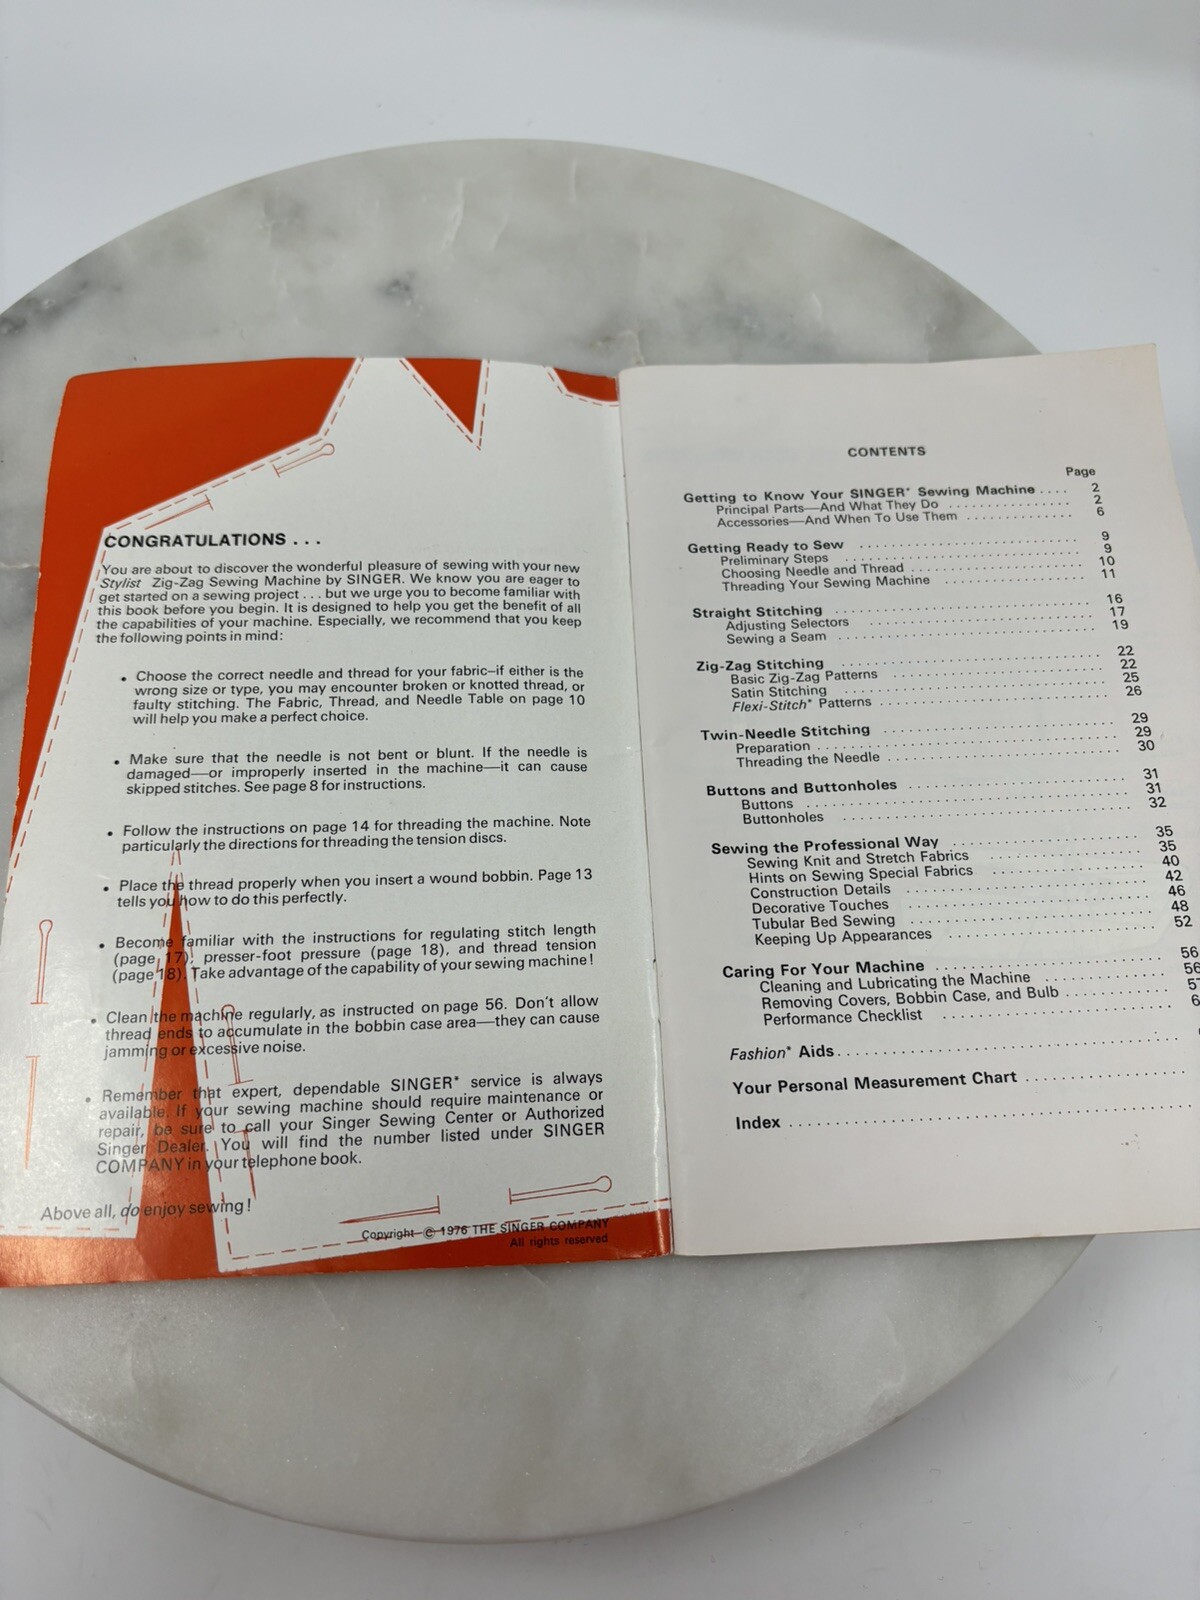 CONGRATULATIONS . . .
You are about to discover the wonderful pleasure of sewing with your new
Stylist Zig-Zag Sewing Machine by SINGER. We know you are eager to
get started on a sewing project . . . but we urge you to become familiar with
this book before you begin. It is designed to help you get the benefit of all
the capabilities of your machine. Especially, we recommend that you keep
the following points in mind:
• Choose the correct needle and thread for your fabric—if either is the
wrong size or type, you may encounter broken or knotted thread, or
faulty stitching. The Fabric, Thread, and Needle Table on page 10
will help you make a perfect choice.
• Make sure that the needle is not bent or blunt. If the needle is
damaged—or improperly inserted in the machine—it can cause
skipped stitches. See page 8 for instructions.
• Follow the instructions on page 14 for threading the machine. Note
particularly the directions for threading the tension discs.
• Place the thread properly when you insert a wound bobbin. Page 13
tells you how to do this perfectly.
• Become familiar with the instructions for regulating stitch length
(page 17), presser-foot pressure (page 18), and thread tension
(page 18). Take advantage of the capability of your sewing machine!
• Clean the machine regularly, as instructed on page 56. Don't allow
thread ends to accumulate in the bobbin case area—they can cause
jamming or excessive noise.
• Remember that expert, dependable SINGER* service is always
available. If your sewing machine should require maintenance or
repair, be sure to call your Singer Sewing Center or Authorized
Singer Dealer. You will find the number listed under SINGER
COMPANY in your telephone book.
Above all, do enjoy sewing!
Copyright © 1976 THE SINGER COMPANY
All rights reserved
CONTENTS
Page
Getting to Know Your SINGER* Sewing Machine .... 2
Principal Parts—And What They Do .............. 2
Accessories—And When To Use Them ............ 6
Getting Ready to Sew ........................ 9
Preliminary Steps ........................ 9
Choosing Needle and Thread ................ 10
Threading Your Sewing Machine .............. 11
Straight Stitching ........................ 16
Adjusting Selectors ...................... 17
Sewing a Seam .......................... 19
Zig-Zag Stitching ........................ 22
Basic Zig-Zag Patterns .................... 22
Satin Stitching .......................... 25
Flexi-Stitch* Patterns .................... 26
Twin-Needle Stitching ...................... 29
Preparation ............................ 29
Threading the Needle ...................... 30
Buttons and Buttonholes .................... 31
Buttons .............................. 31
Buttonholes ............................ 32
Sewing the Professional Way .................. 35
Sewing Knit and Stretch Fabrics .............. 35
Hints on Sewing Special Fabrics .............. 40
Construction Details ...................... 42
Decorative Touches ...................... 46
Tubular Bed Sewing ...................... 48
Keeping Up Appearances .................... 52
Caring For Your Machine .................... 56
Cleaning and Lubricating the Machine .......... 56
Removing Covers, Bobbin Case, and Bulb ........
Performance Checklist ....................
Fashion* Aids ..............................
Your Personal Measurement Chart ................
Index ....................................